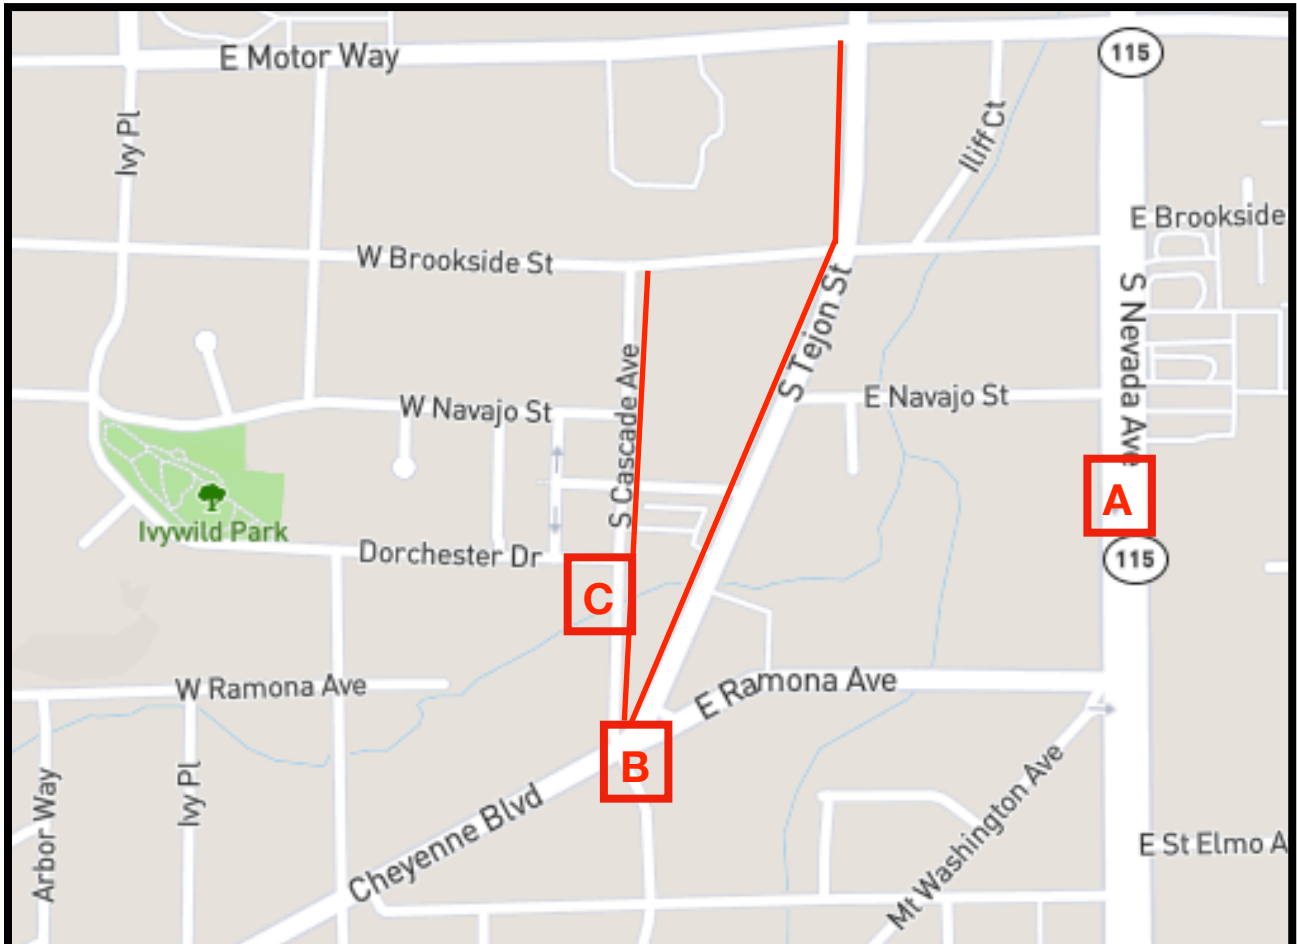 E Motor Way
115
Ivy Pl
Iliff Ct
E Brookside
W Brookside St
S Tejon St
S Nevada Ave
S Cascade Ave
W Navajo St
E Navajo St
A
Ivywild Park
Dorchester Dr
115
C
W Ramona Ave
E Ramona Ave
B
Ivy Pl
Arbor Way
Cheyenne Blvd
Mt Washington Ave
E St Elmo A